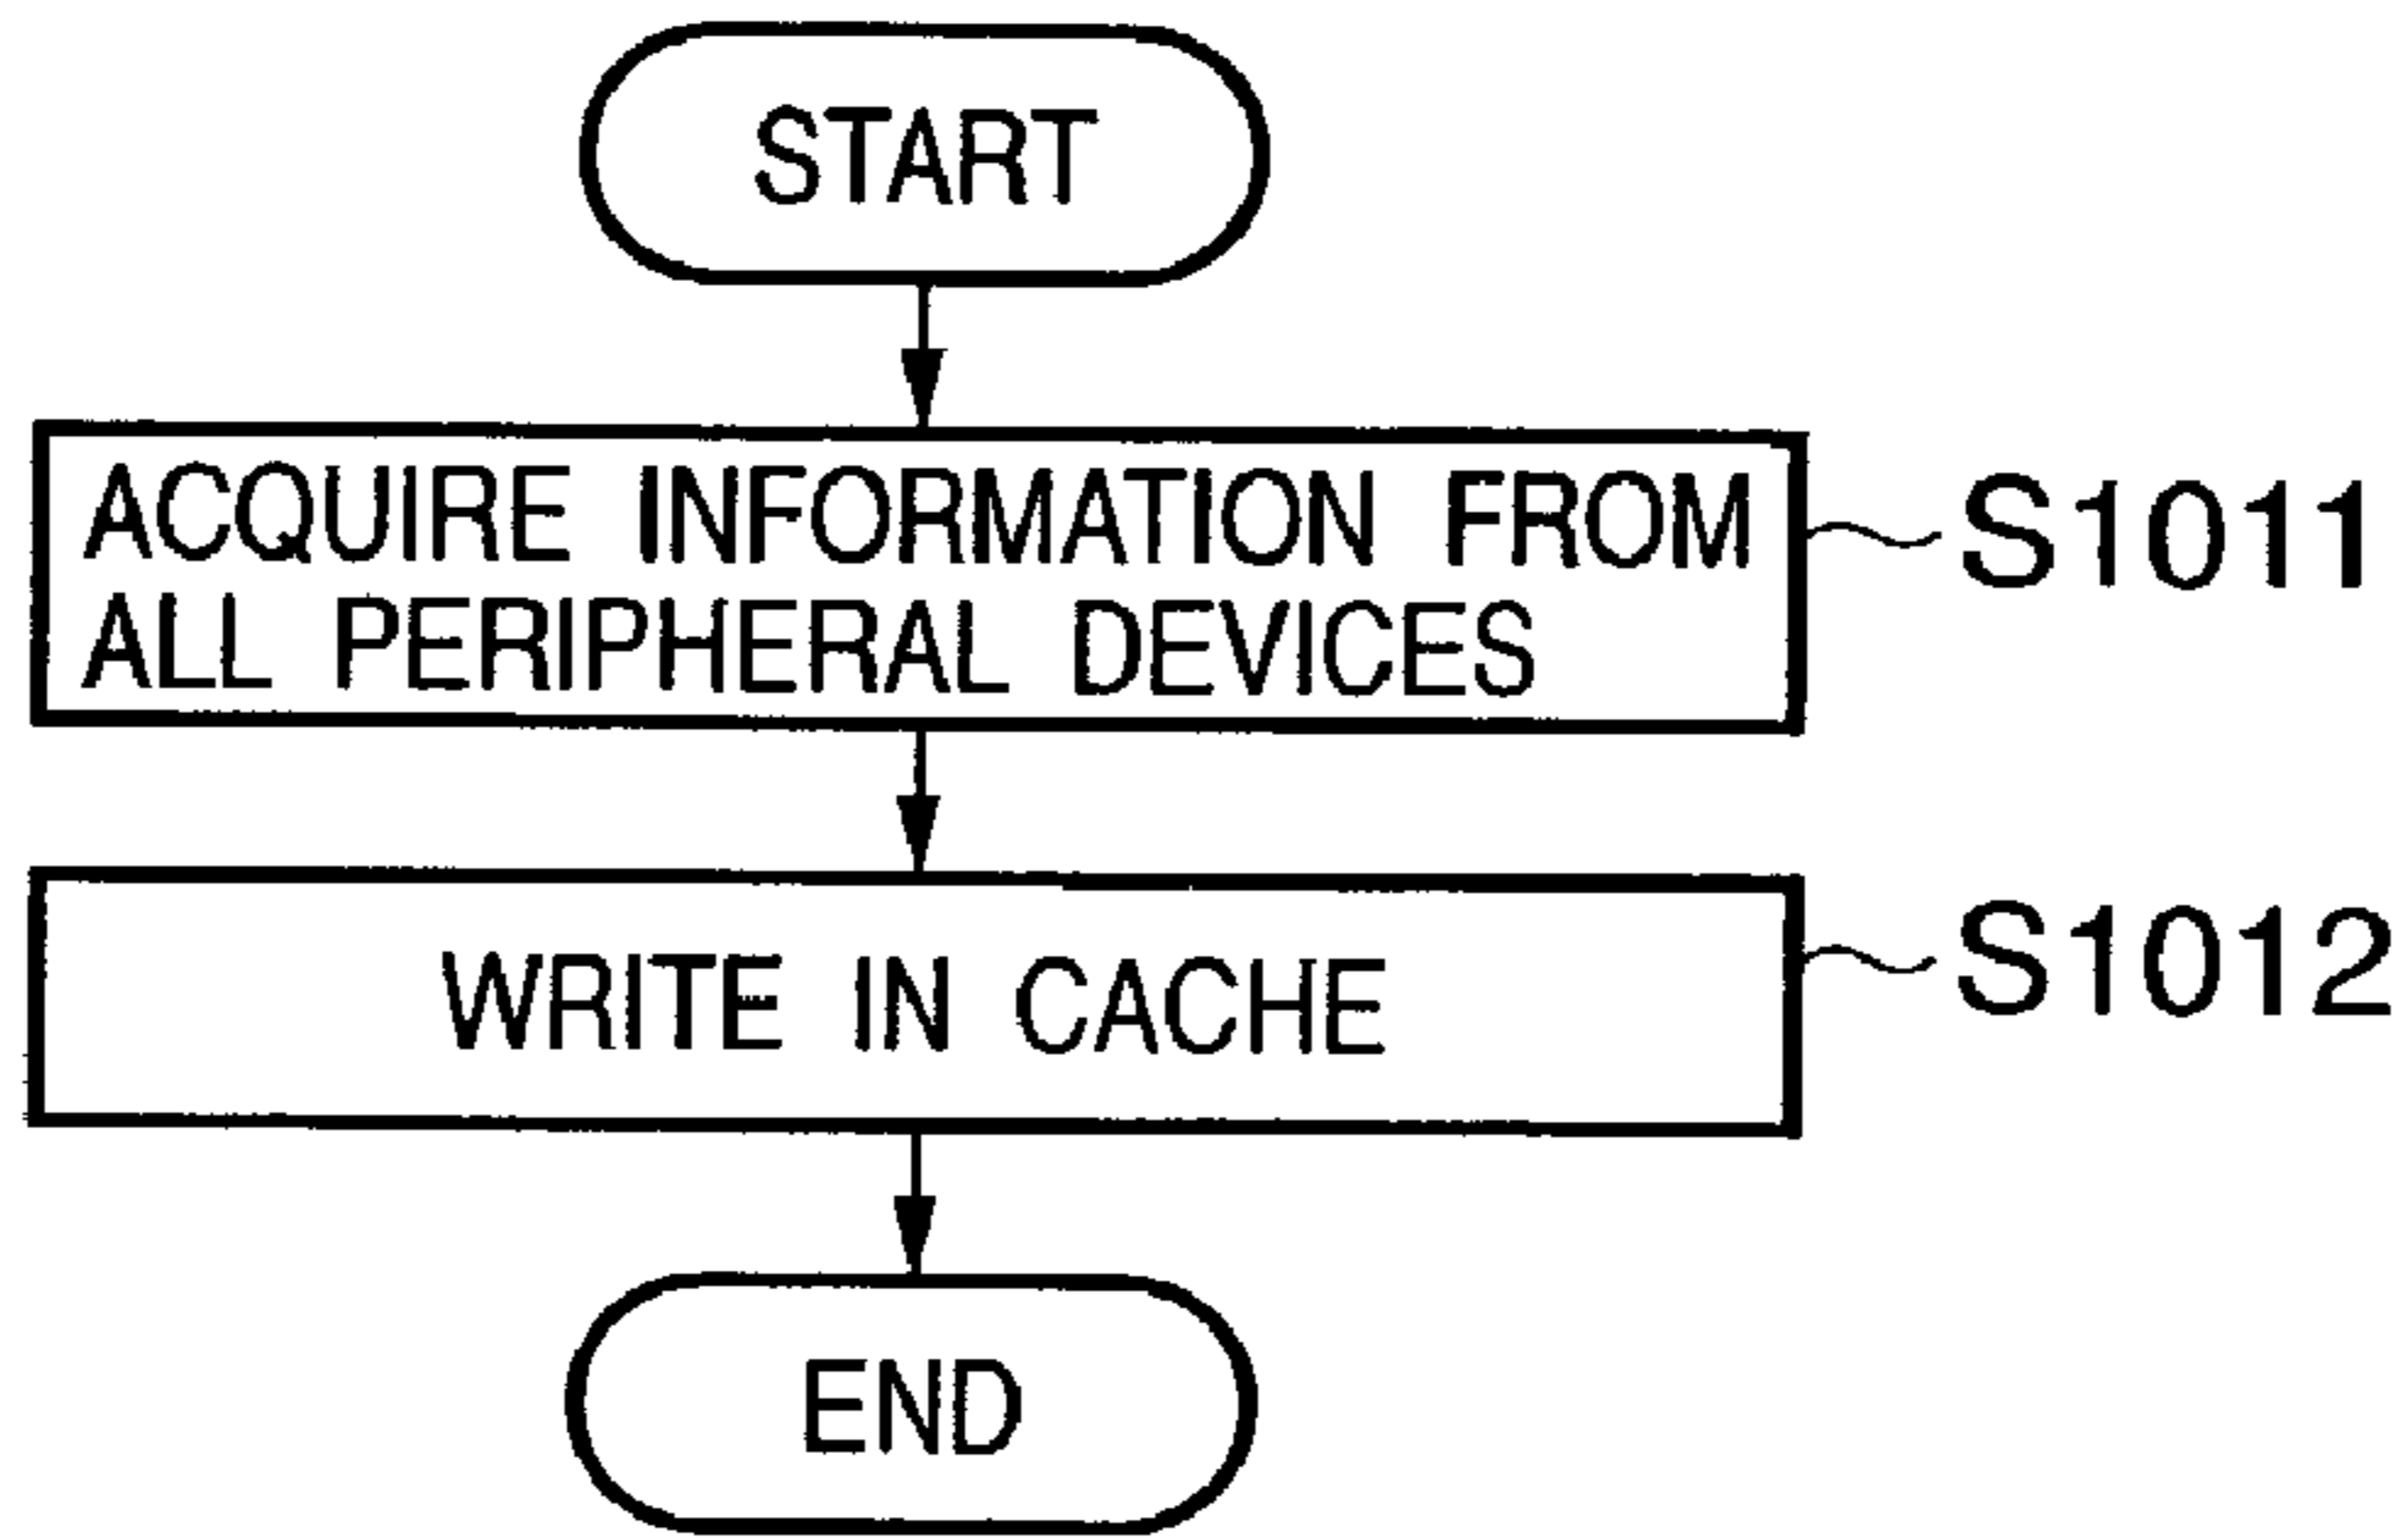 START
ACQUIRE INFORMATION FROM
ALL PERIPHERAL DEVICES
S1011
WRITE IN CACHE
S1012
END